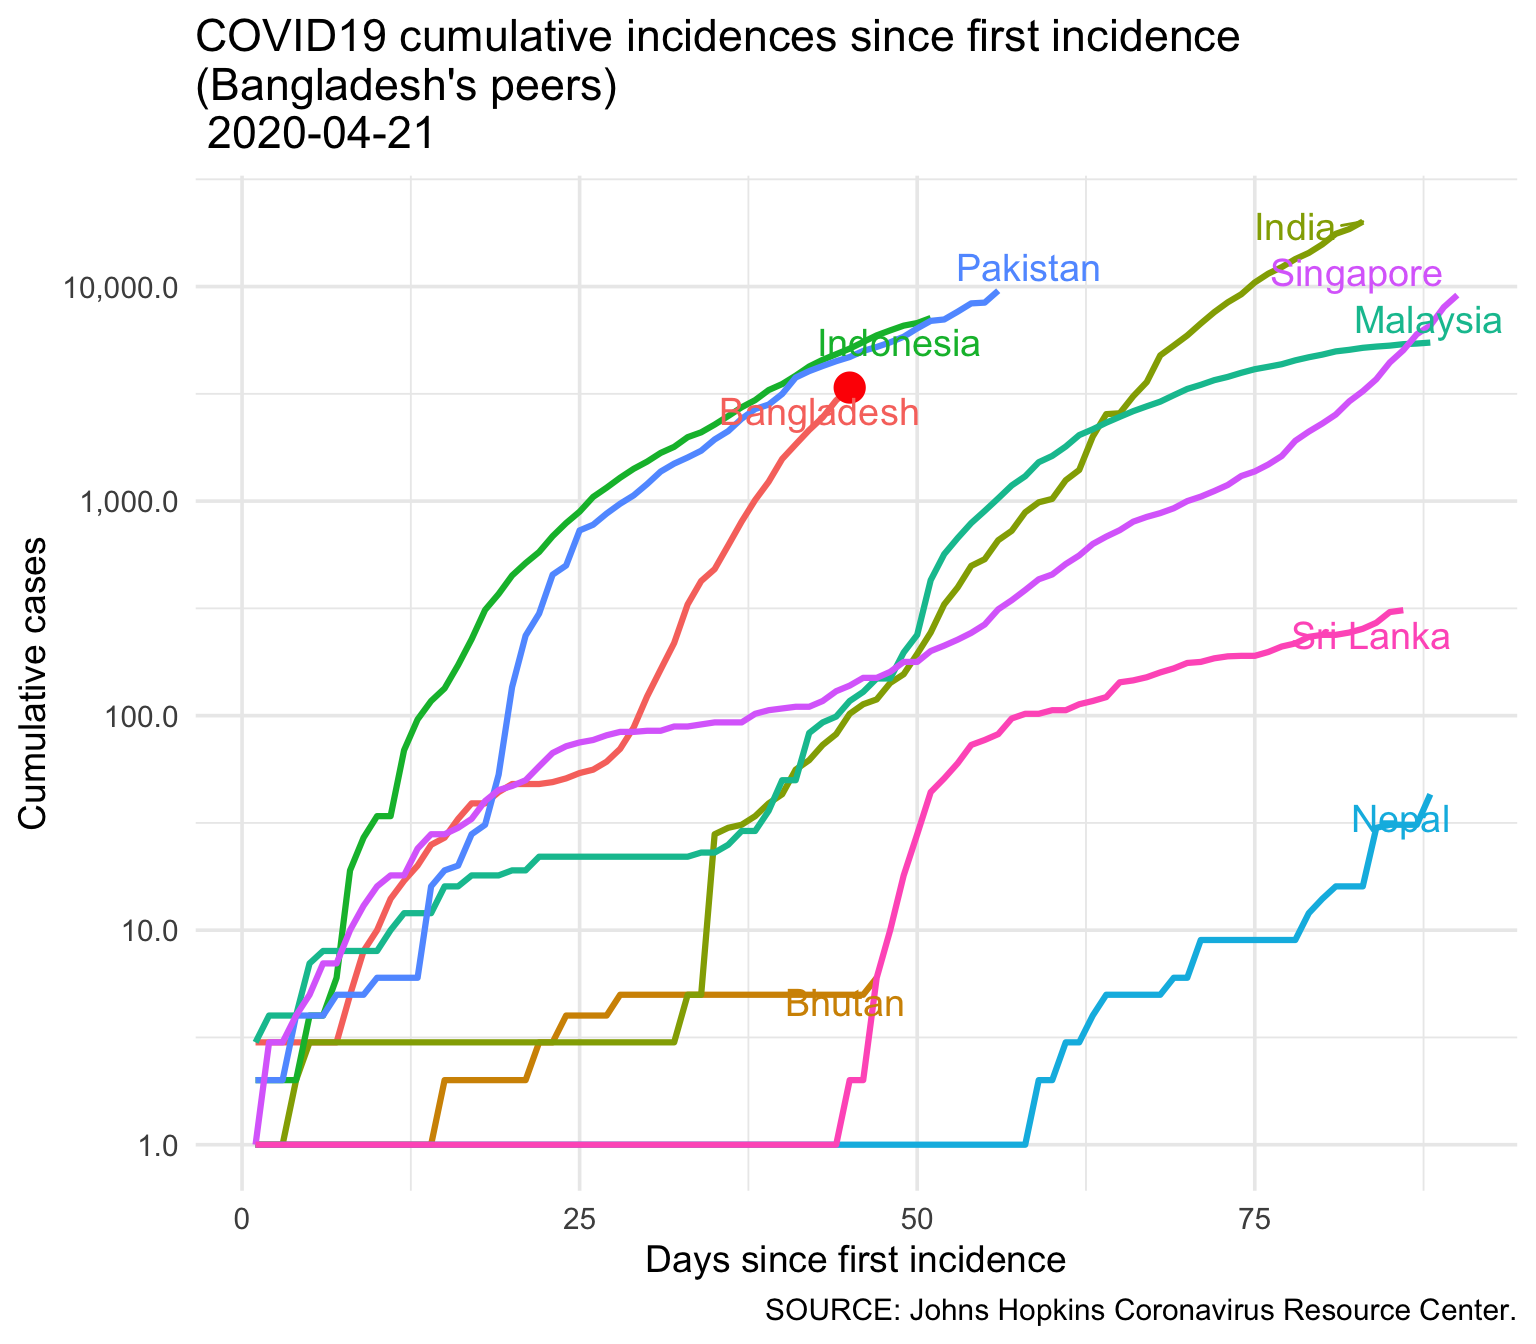 COVID19 cumulative incidences since first incidence
(Bangladesh's peers)
2020-04-21
India
Pakistan
Singapore
10,000.0
Malaysia
Indonesia
Bangladesh
1,000.0
Sri Lanka
100.0
Nepal
10.0
Bhutan
1.0
Cumulative cases
0
25
50
75
Days since first incidence
SOURCE: Johns Hopkins Coronavirus Resource Center.